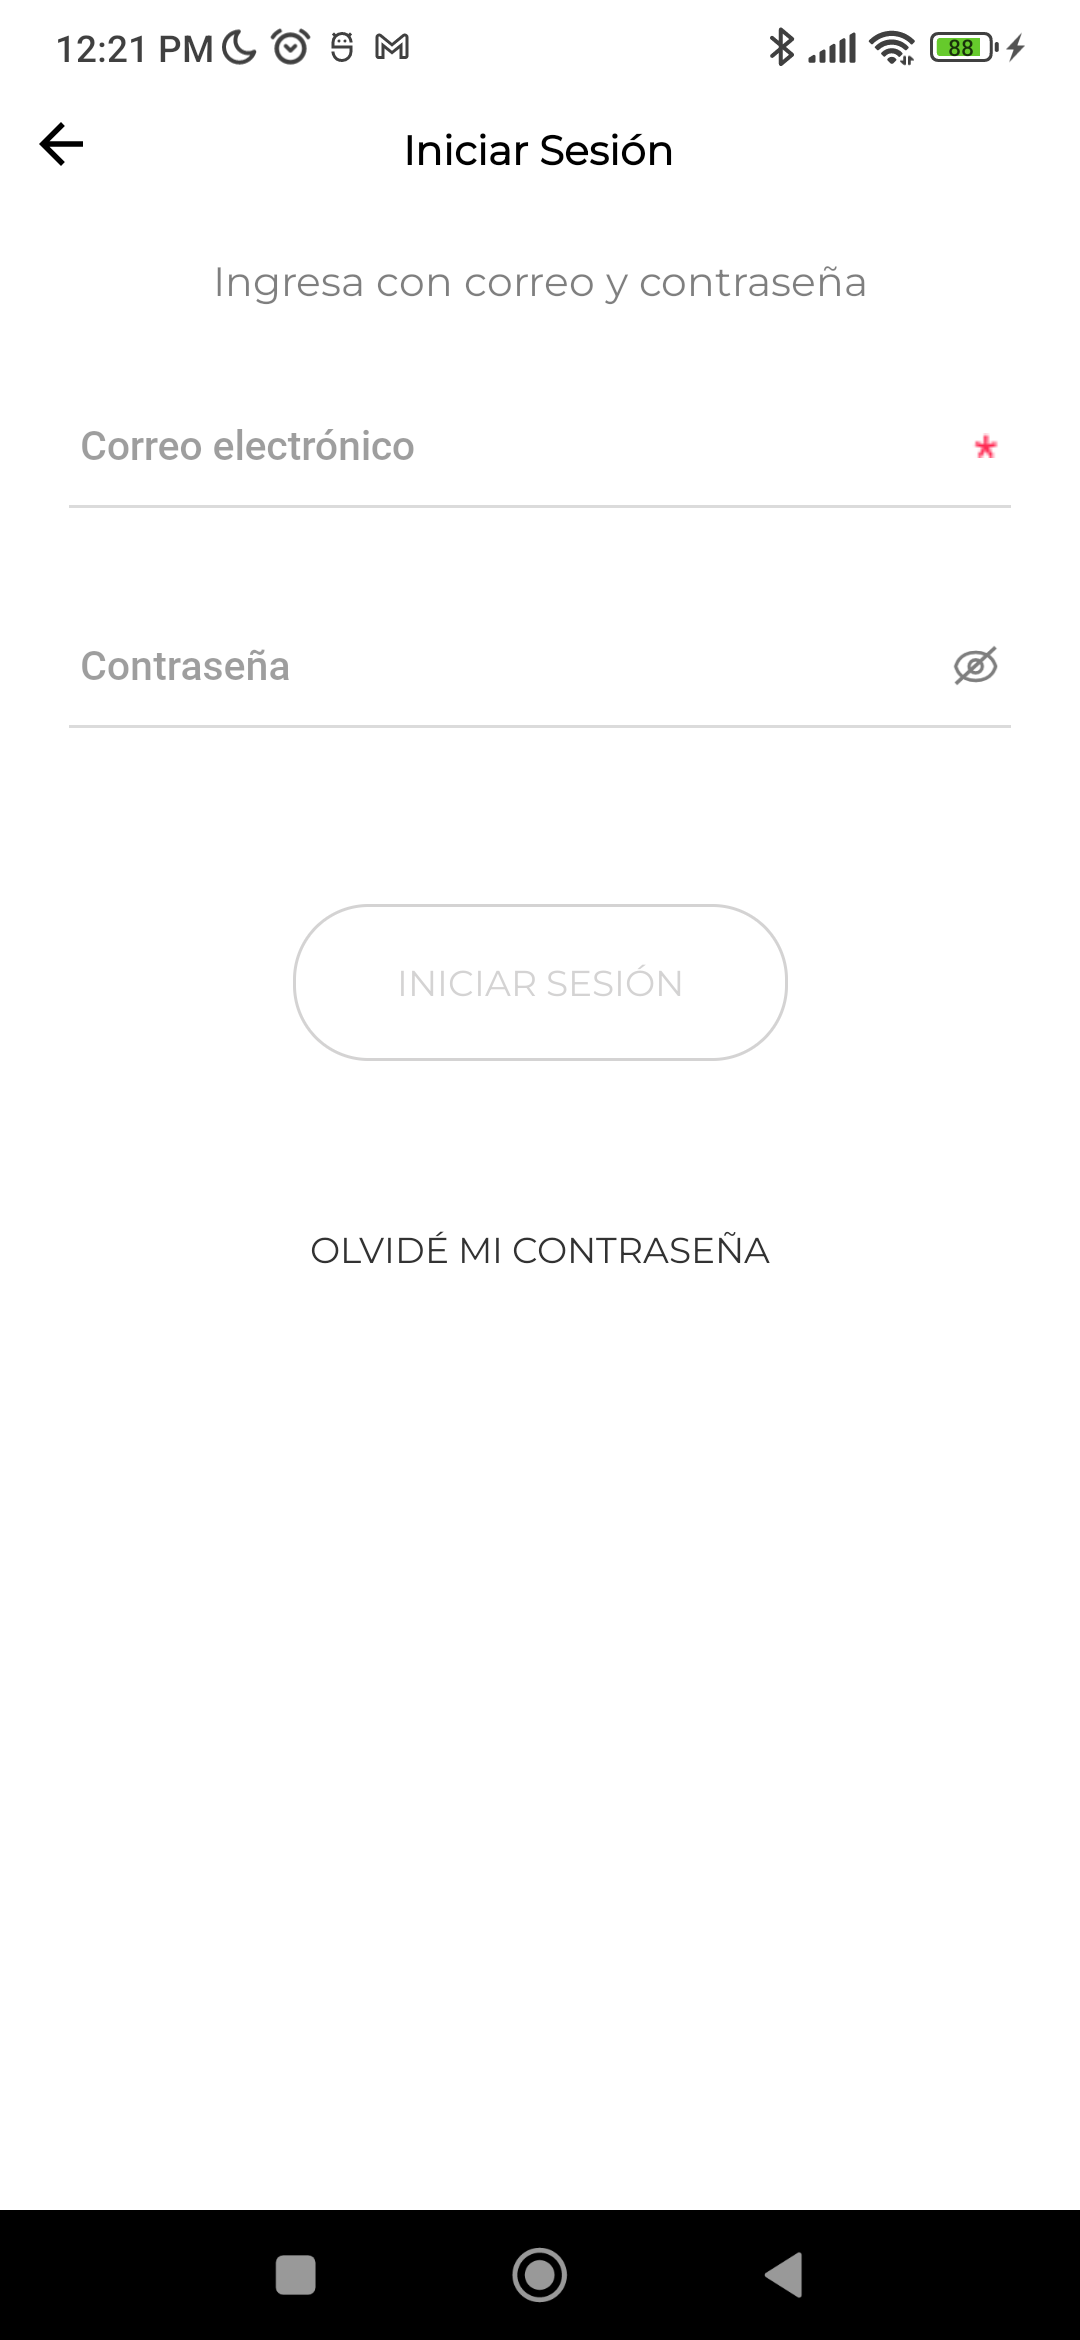 12:21 PM
88
Iniciar Sesión
Ingresa con correo y contraseña
Correo electrónico *
Contraseña
INICIAR SESIÓN
OLVIDÉ MI CONTRASEÑA